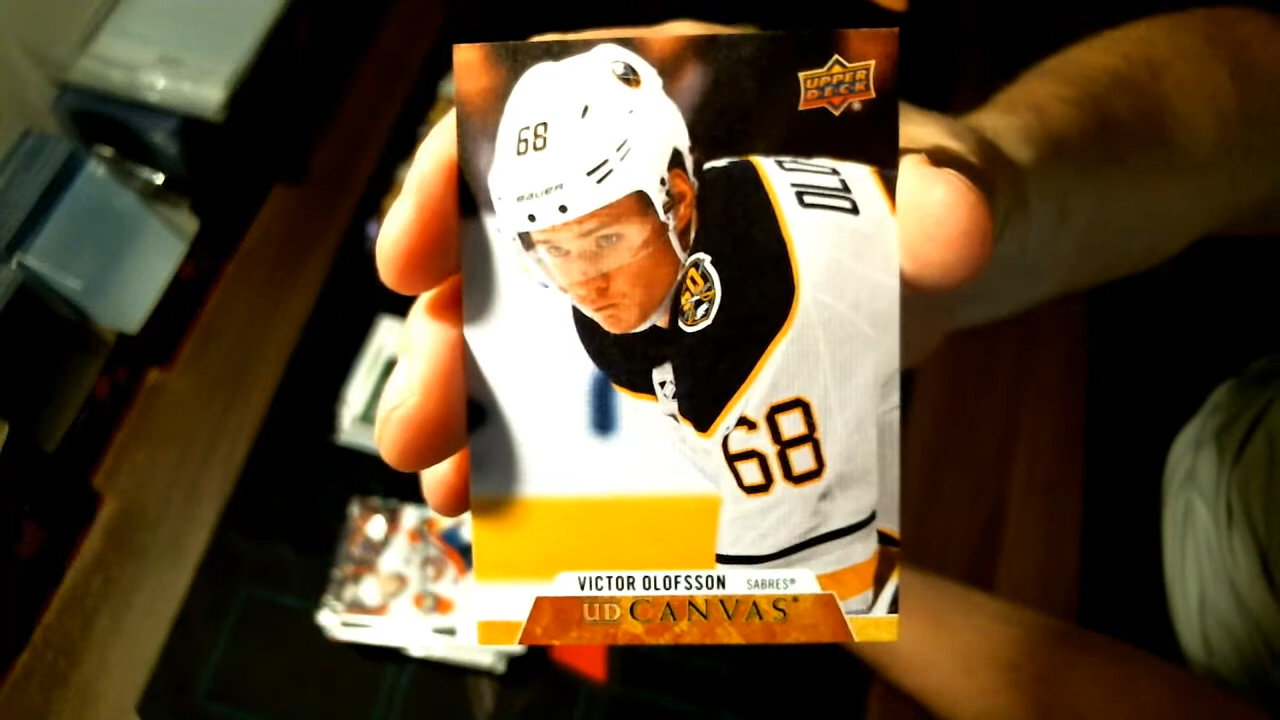 UPPER
DECK
68
BAUER
OLO
68
VICTOR OLOFSSON SABRES®
UD CANVAS